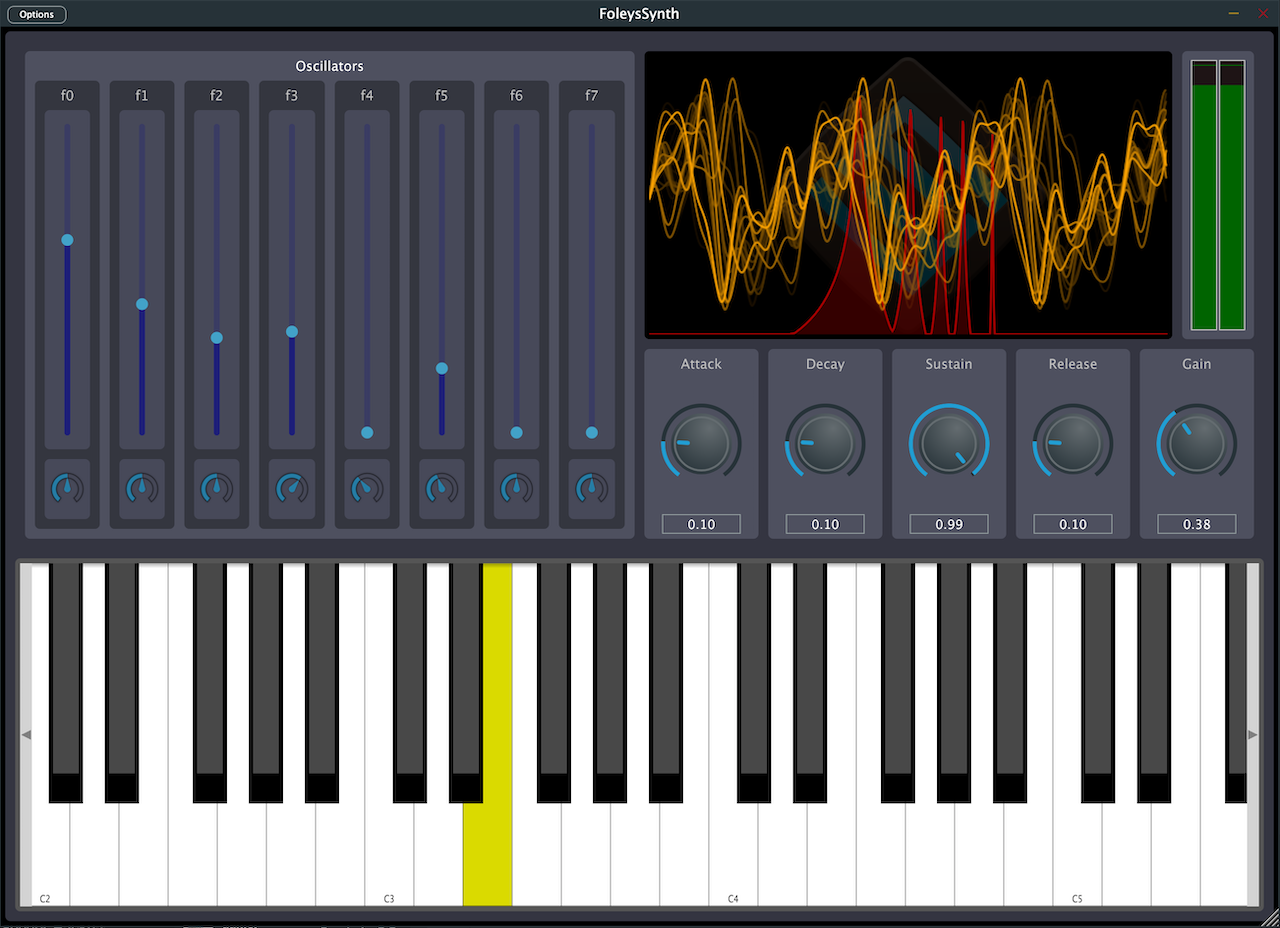 Options
FoleysSynth
Oscillators
f0 f1 f2 f3 f4 f5 f6 f7
Attack Decay Sustain Release Gain
0.10 0.10 0.99 0.10 0.38
C2 C3 C4 C5